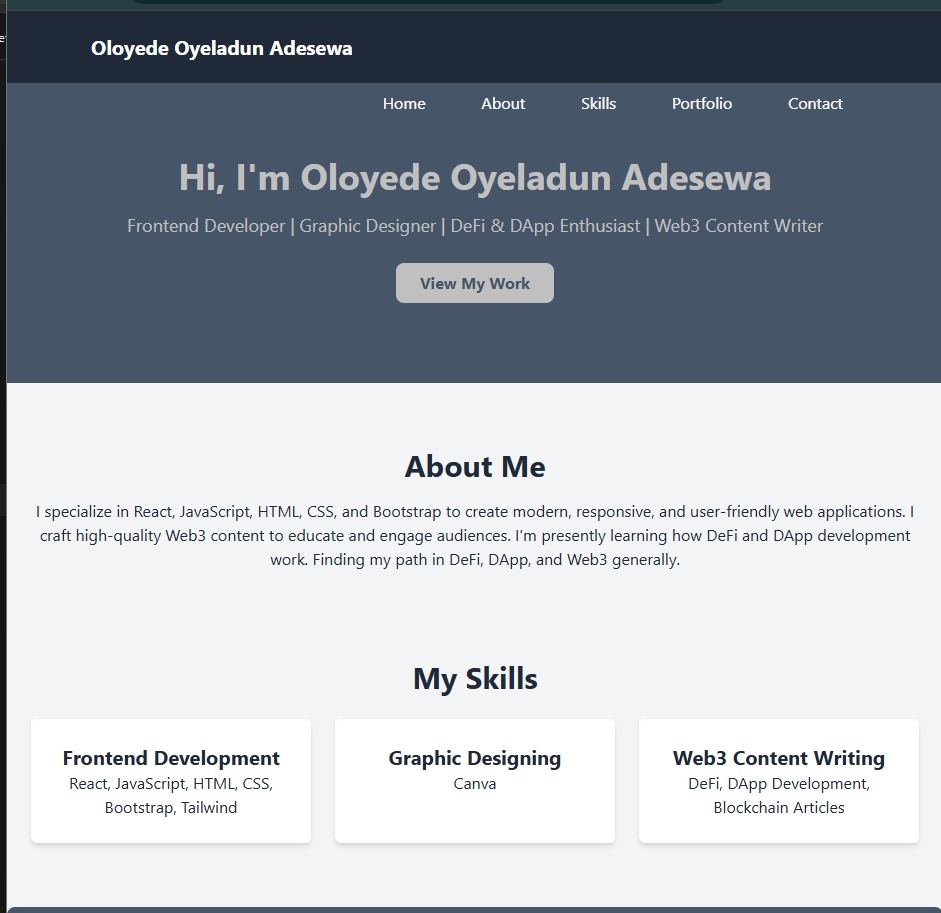 Oloyede Oyeladun Adesewa
Home About Skills Portfolio Contact
Hi, I'm Oloyede Oyeladun Adesewa
Frontend Developer | Graphic Designer | DeFi & DApp Enthusiast | Web3 Content Writer
View My Work
About Me
I specialize in React, JavaScript, HTML, CSS, and Bootstrap to create modern, responsive, and user-friendly web applications. I
craft high-quality Web3 content to educate and engage audiences. I'm presently learning how DeFi and DApp development
work. Finding my path in DeFi, DApp, and Web3 generally.
My Skills
Frontend Development
React, JavaScript, HTML, CSS,
Bootstrap, Tailwind
Graphic Designing
Canva
Web3 Content Writing
DeFi, DApp Development,
Blockchain Articles